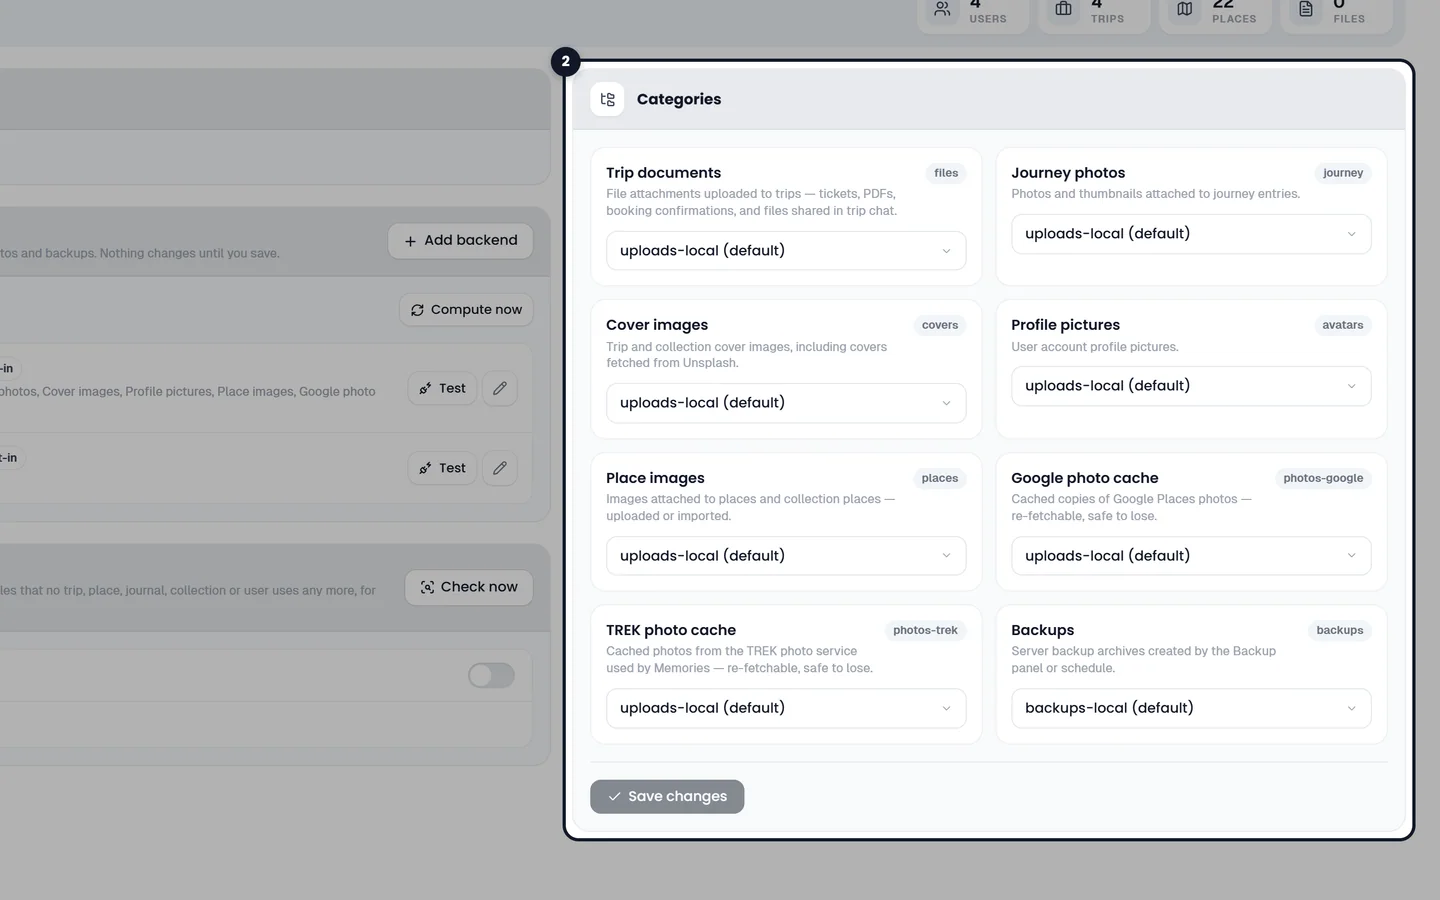 4
USERS
4
TRIPS
22
PLACES
0
FILES
2
Categories
Add backend
tos and backups. Nothing changes until you save.
Compute now
-in
photos, Cover images, Profile pictures, Place images, Google photo
Test
t-in
Test
les that no trip, place, journal, collection or user uses any more, for
Check now
Trip documents
files
File attachments uploaded to trips — tickets, PDFs,
booking confirmations, and files shared in trip chat.
uploads-local (default)
Journey photos
journey
Photos and thumbnails attached to journey entries.
uploads-local (default)
Cover images
covers
Trip and collection cover images, including covers
fetched from Unsplash.
uploads-local (default)
Profile pictures
avatars
User account profile pictures.
uploads-local (default)
Place images
places
Images attached to places and collection places —
uploaded or imported.
uploads-local (default)
Google photo cache
photos-google
Cached copies of Google Places photos —
re-fetchable, safe to lose.
uploads-local (default)
TREK photo cache
photos-trek
Cached photos from the TREK photo service
used by Memories — re-fetchable, safe to lose.
uploads-local (default)
Backups
backups
Server backup archives created by the Backup
panel or schedule.
backups-local (default)
Save changes